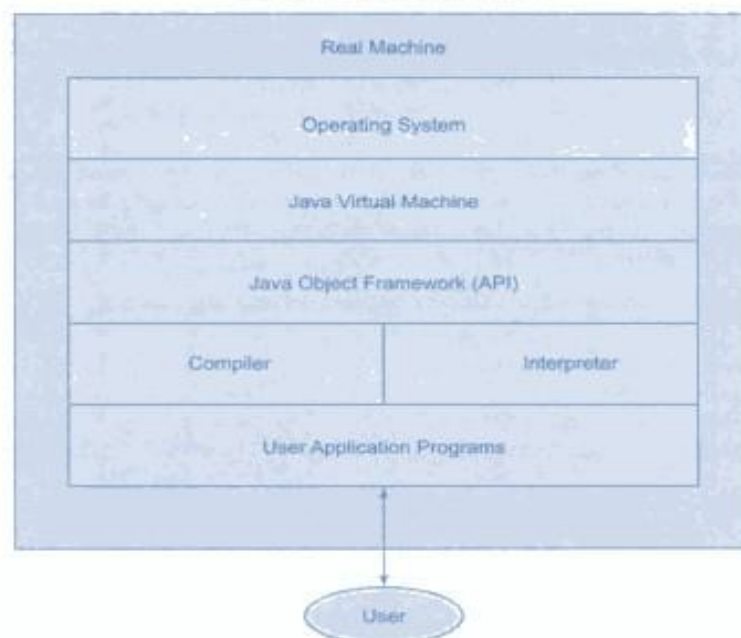 Real Machine
Operating System
Java Virtual Machine
Java Object Framework (API)
Compiler Interpreter
User Application Programs
User